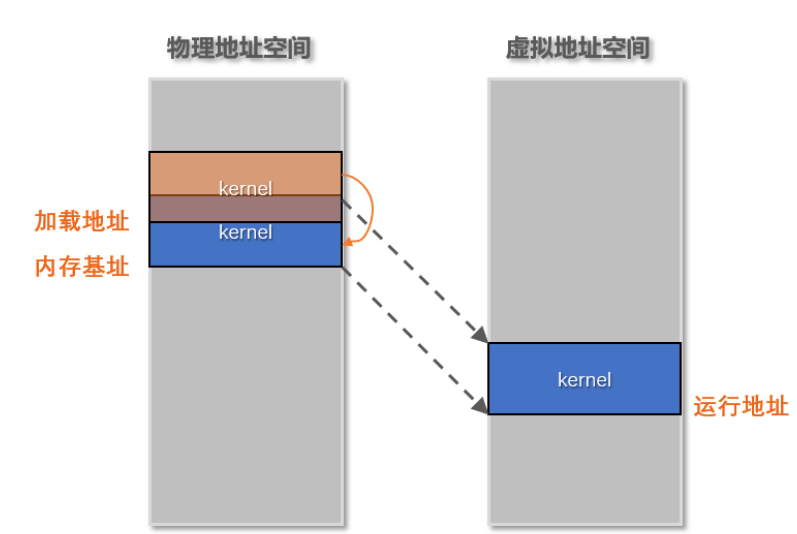 物理地址空间
虚拟地址空间
kernel
加载地址
kernel
内存基址
kernel
运行地址